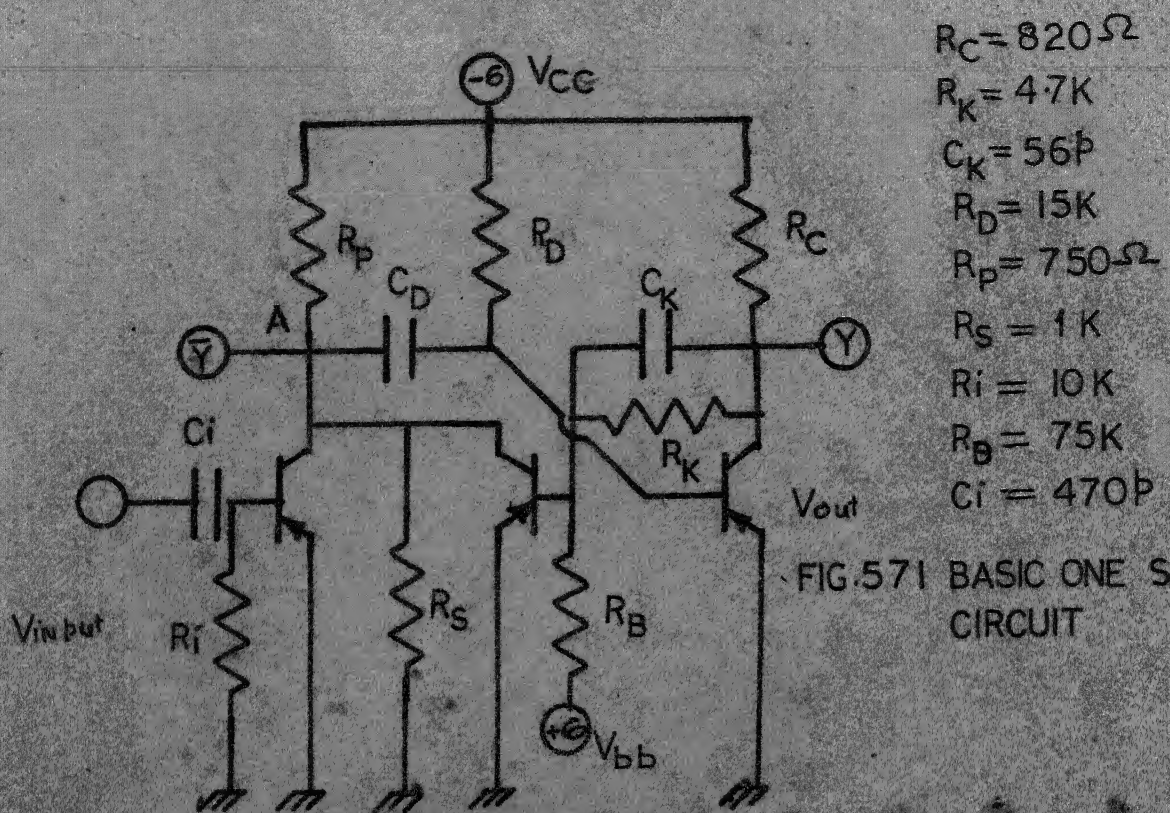 -6 VCC
RP
RD
RC
CD
CK
A
Ȳ
Y
Ci
RK
Vout
RS
RB
Vinput
Ri
+6 Vbb
RC = 820 Ω
RK = 4.7K
CK = 56p
RD = 15K
RP = 750 Ω
RS = 1K
Ri = 10K
RB = 75K
Ci = 470p
FIG.571 BASIC ONE S
CIRCUIT